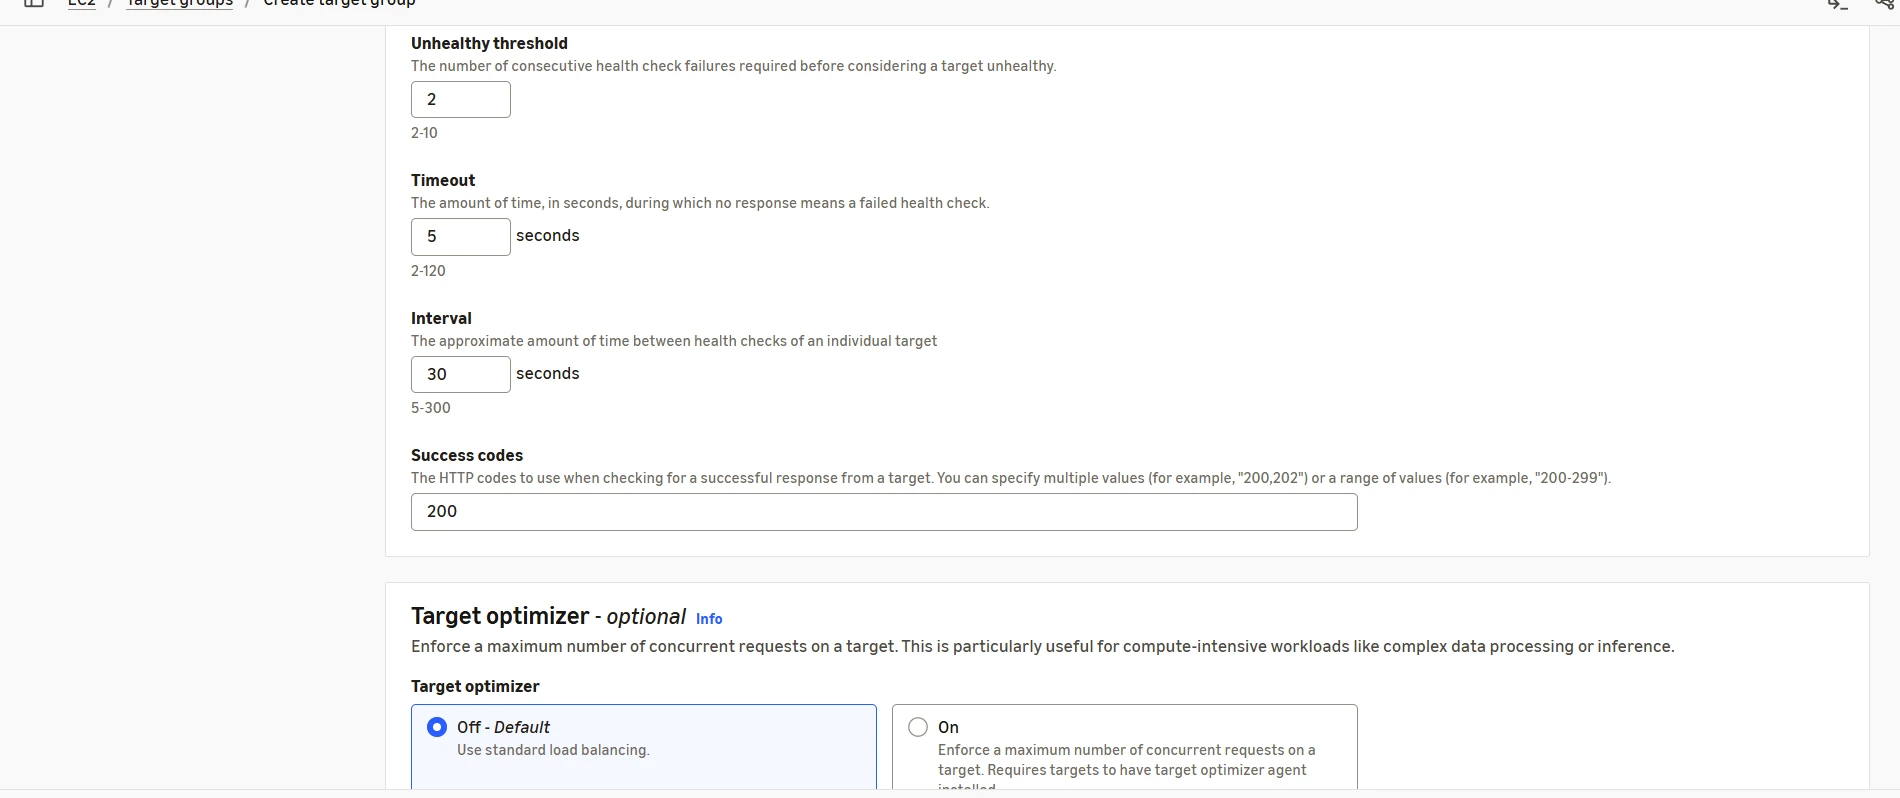 EC2 / Target groups / Create target group
Unhealthy threshold
The number of consecutive health check failures required before considering a target unhealthy.
2
2-10
Timeout
The amount of time, in seconds, during which no response means a failed health check.
5 seconds
2-120
Interval
The approximate amount of time between health checks of an individual target
30 seconds
5-300
Success codes
The HTTP codes to use when checking for a successful response from a target. You can specify multiple values (for example, "200,202") or a range of values (for example, "200-299").
200
Target optimizer - optional Info
Enforce a maximum number of concurrent requests on a target. This is particularly useful for compute-intensive workloads like complex data processing or inference.
Target optimizer
Off - Default
Use standard load balancing.
On
Enforce a maximum number of concurrent requests on a
target. Requires targets to have target optimizer agent
installed.